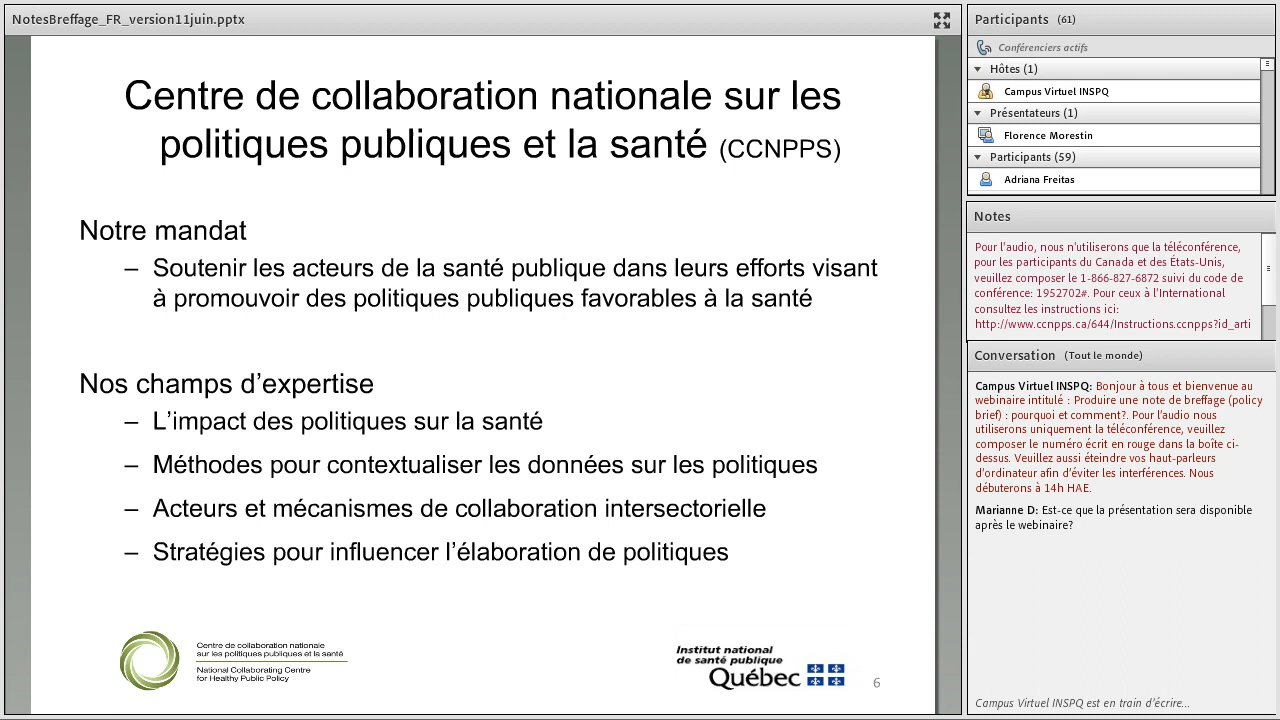 NotesBreffage_FR_version11juin.pptx
Centre de collaboration nationale sur les
politiques publiques et la santé (CCNPPS)
Notre mandat
– Soutenir les acteurs de la santé publique dans leurs efforts visant
à promouvoir des politiques publiques favorables à la santé
Nos champs d’expertise
– L’impact des politiques sur la santé
– Méthodes pour contextualiser les données sur les politiques
– Acteurs et mécanismes de collaboration intersectorielle
– Stratégies pour influencer l’élaboration de politiques
Centre de collaboration nationale
sur les politiques publiques et la santé
National Collaborating Centre
for Healthy Public Policy
Institut national
de santé publique
Québec
6
Participants (61)
Conférenciers actifs
Hôtes (1)
Campus Virtuel INSPQ
Présentateurs (1)
Florence Morestin
Participants (59)
Adriana Freitas
Notes
Pour l'audio, nous n'utiliserons que la téléconférence,
pour les participants du Canada et des États-Unis,
veuillez composer le 1-866-827-6872 suivi du code de
conférence: 1952702#. Pour ceux à l'International
consultez les instructions ici:
http://www.ccnpps.ca/644/Instructions.ccnpps?id_arti
Conversation (Tout le monde)
Campus Virtuel INSPQ: Bonjour à tous et bienvenue au
webinaire intitulé : Produire une note de breffage (policy
brief) : pourquoi et comment?. Pour l’audio nous
utiliserons uniquement la téléconférence, veuillez
composer le numéro écrit en rouge dans la boîte ci-
dessus. Veuillez aussi éteindre vos haut-parleurs
d’ordinateur afin d’éviter les interférences. Nous
débuterons à 14h HAE.
Marianne D: Est-ce que la présentation sera disponible
après le webinaire?
Campus Virtuel INSPQ est en train d'écrire...